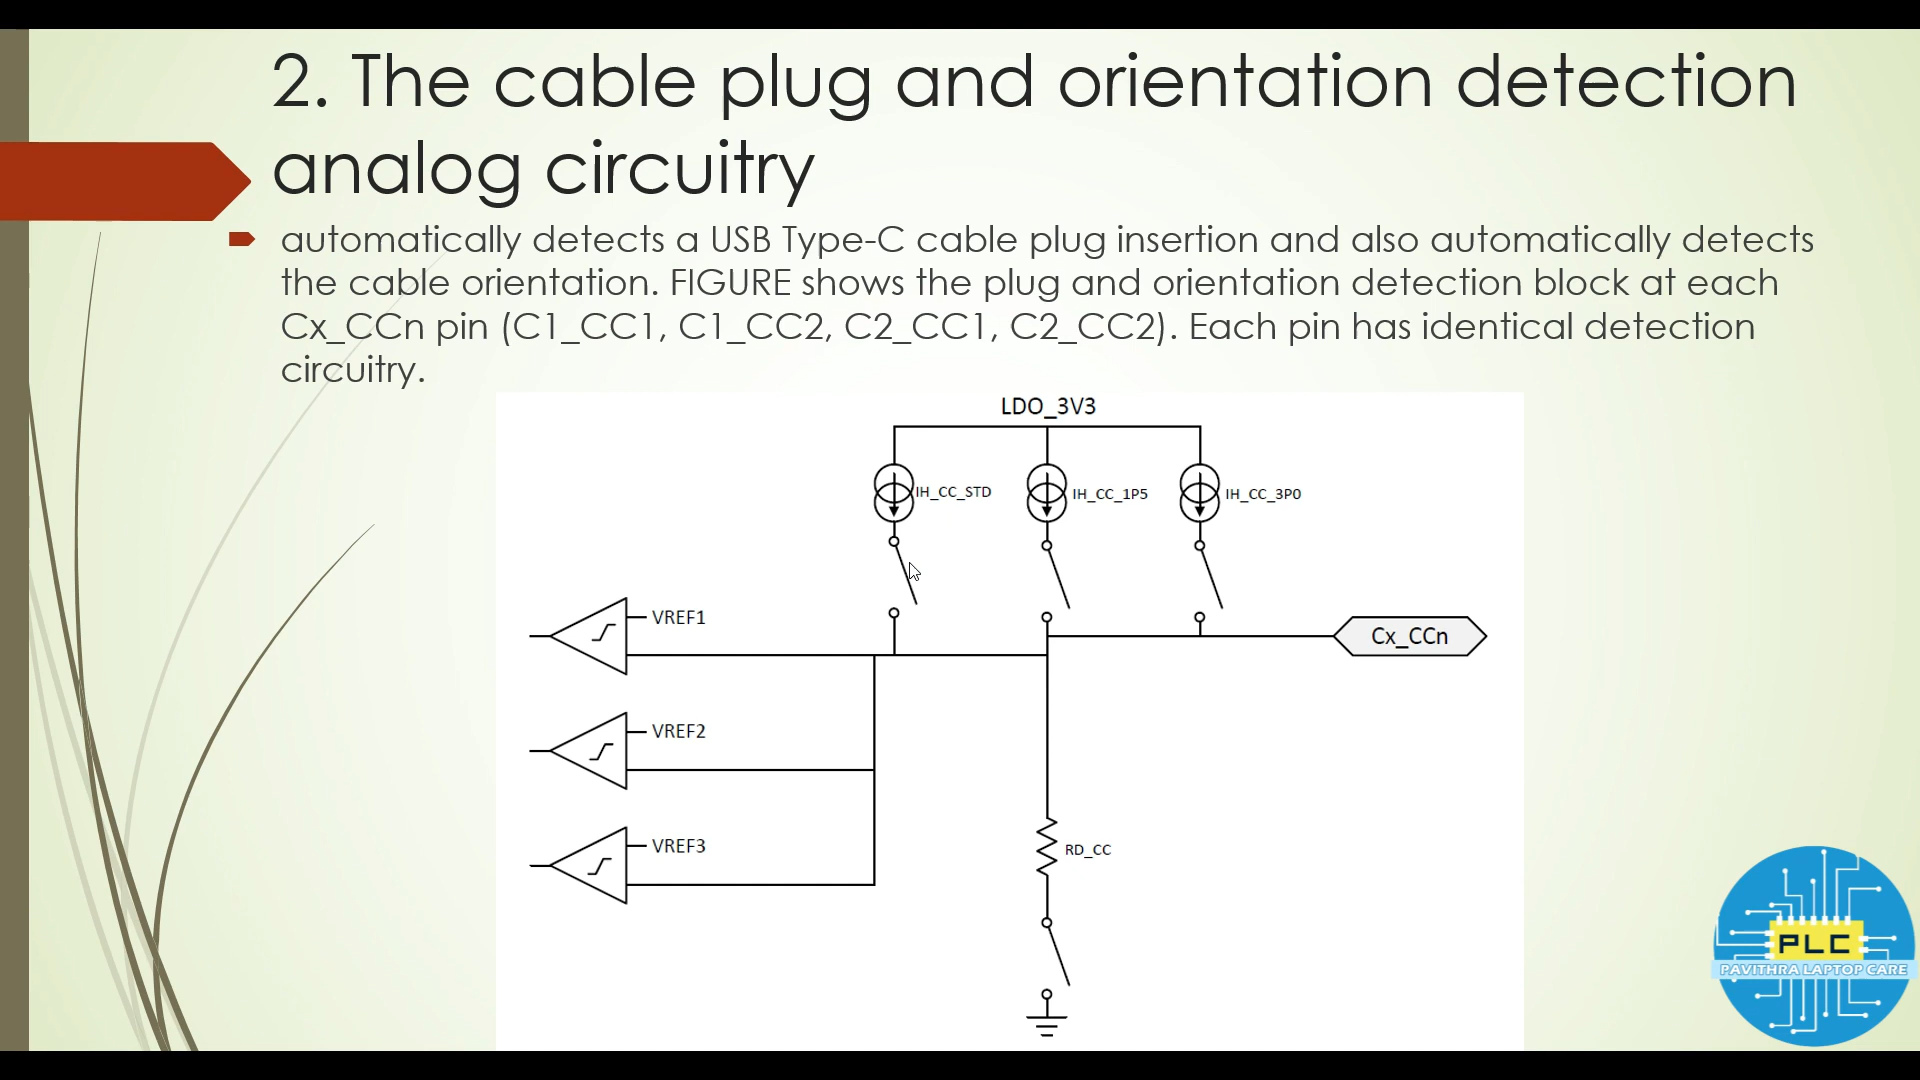 2. The cable plug and orientation detection
analog circuitry
automatically detects a USB Type-C cable plug insertion and also automatically detects
the cable orientation. FIGURE shows the plug and orientation detection block at each
Cx_CCn pin (C1_CC1, C1_CC2, C2_CC1, C2_CC2). Each pin has identical detection
circuitry.
LDO_3V3
IH_CC_STD
IH_CC_1P5
IH_CC_3P0
VREF1
Cx_CCn
VREF2
VREF3
RD_CC
PLC
PAVITHRA LAPTOP CARE